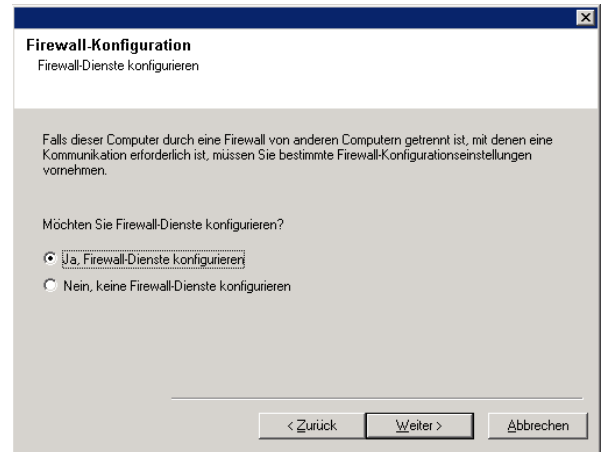 Firewall-Konfiguration
Firewall-Dienste konfigurieren
Falls dieser Computer durch eine Firewall von anderen Computern getrennt ist, mit denen eine
Kommunikation erforderlich ist, müssen Sie bestimmte Firewall-Konfigurationseinstellungen
vornehmen.
Möchten Sie Firewall-Dienste konfigurieren?
Ja, Firewall-Dienste konfigurieren
Nein, keine Firewall-Dienste konfigurieren
< Zurück Weiter > Abbrechen